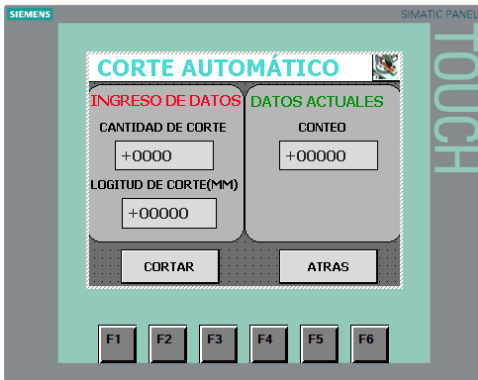 SIEMENS
SIMATIC PANEL
TOUCH
CORTE AUTOMÁTICO
INGRESO DE DATOS
CANTIDAD DE CORTE
+0000
LOGITUD DE CORTE(MM)
+00000
DATOS ACTUALES
CONTEO
+00000
CORTAR
ATRAS
F1
F2
F3
F4
F5
F6